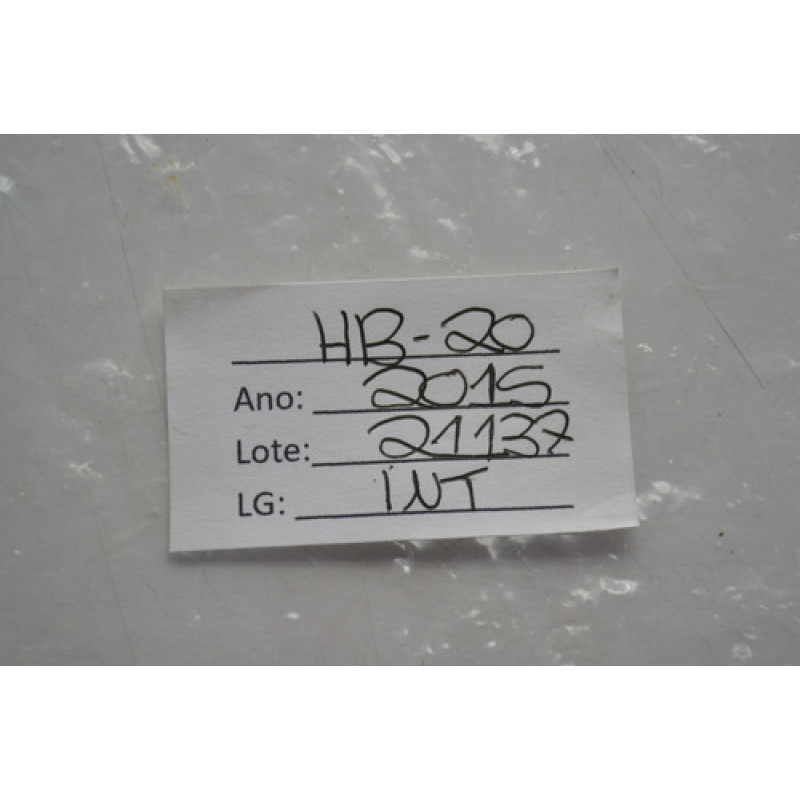 HB-20
Ano: 2015
Lote: 21137
LG: INT